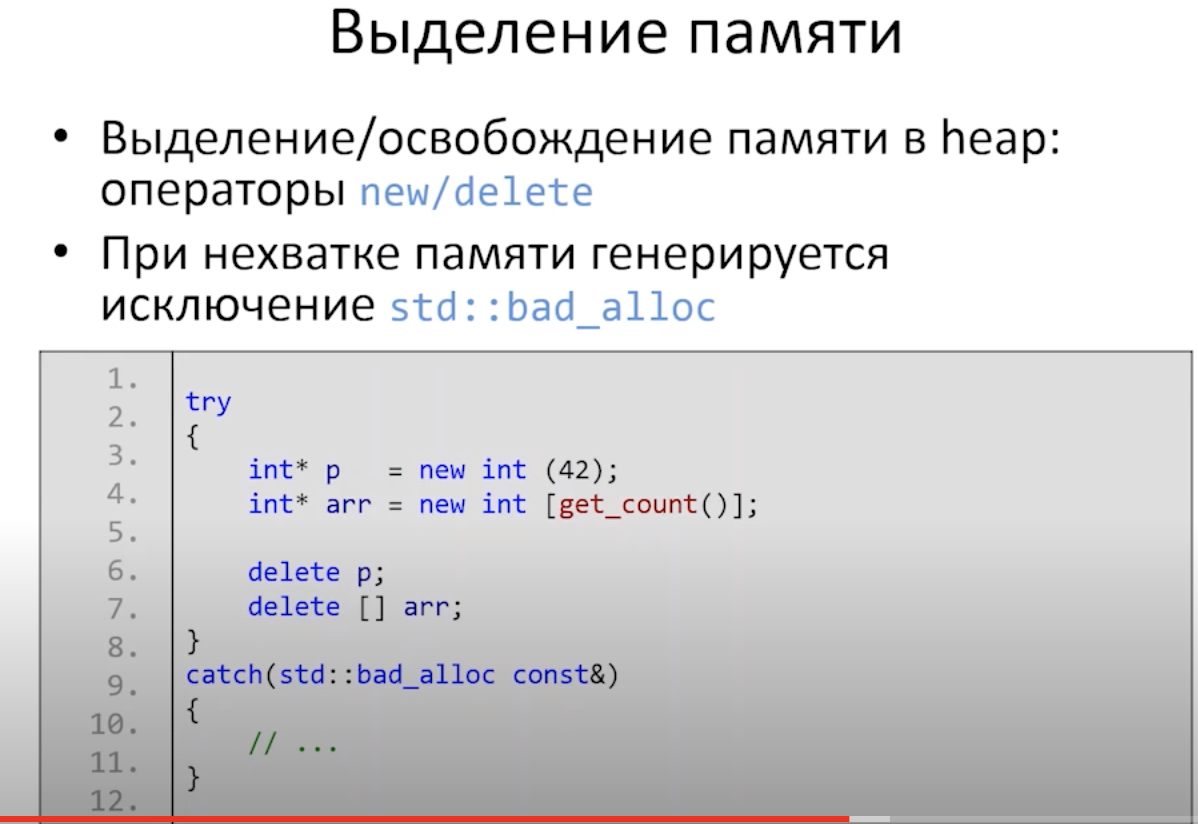 Выделение памяти
• Выделение/освобождение памяти в heap:
операторы new/delete
• При нехватке памяти генерируется
исключение std::bad_alloc
1.
2.
3.
4.
5.
6.
7.
8.
9.
10.
11.
12.
try
{
    int* p   = new int (42);
    int* arr = new int [get_count()];

    delete p;
    delete [] arr;
}
catch(std::bad_alloc const&)
{
    // ...
}